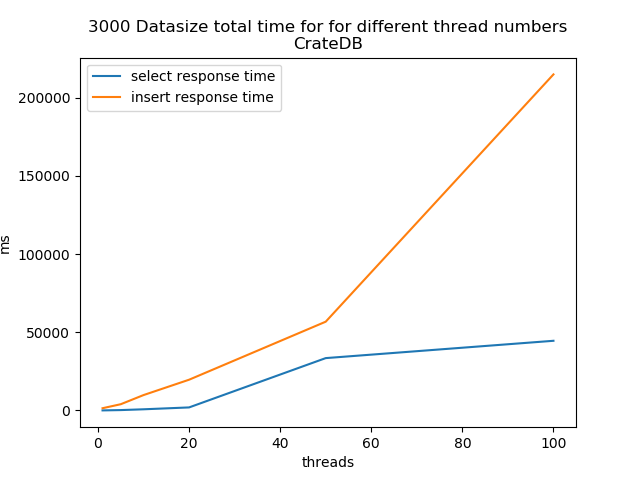 3000 Datasize total time for for different thread numbers
CrateDB
select response time
insert response time
ms
200000
150000
100000
50000
0
0 20 40 60 80 100
threads